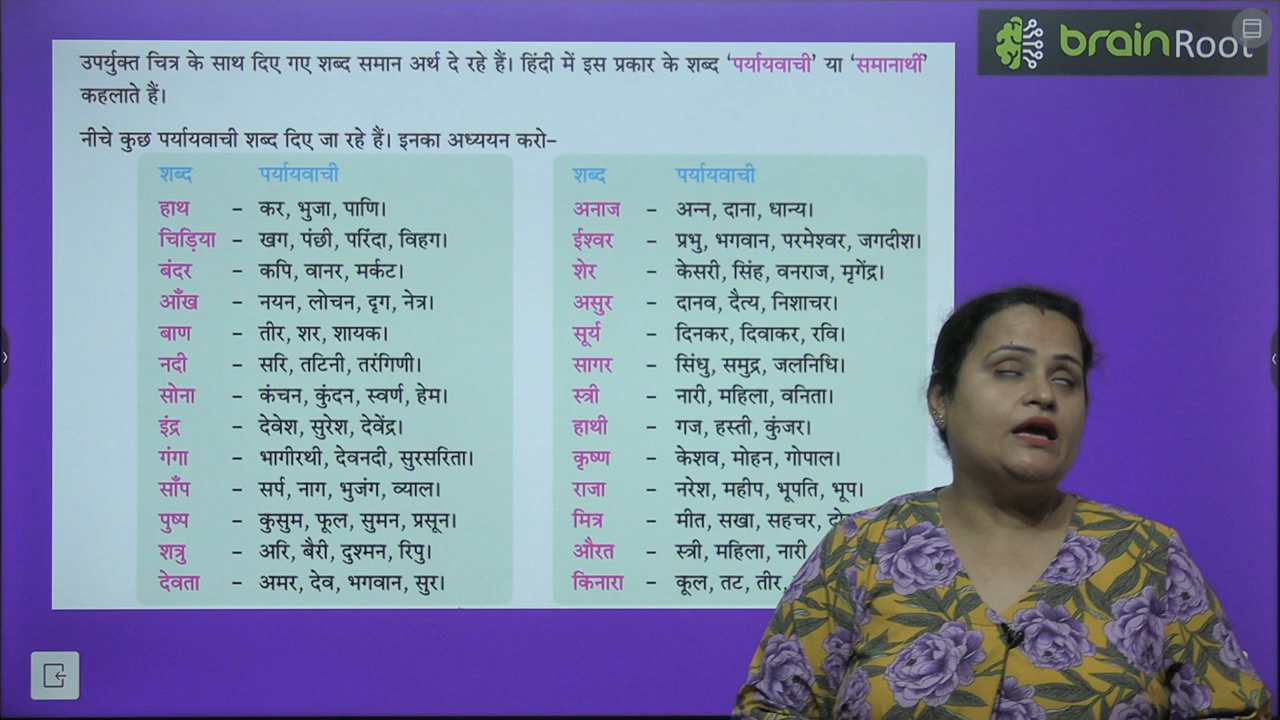 brainRoot
उपर्युक्त चित्र के साथ दिए गए शब्द समान अर्थ दे रहे हैं। हिंदी में इस प्रकार के शब्द ‘पर्यायवाची’ या ‘समानार्थी’
कहलाते हैं।
नीचे कुछ पर्यायवाची शब्द दिए जा रहे हैं। इनका अध्ययन करो–
शब्द पर्यायवाची
हाथ – कर, भुजा, पाणि।
चिड़िया – खग, पंछी, परिंदा, विहग।
बंदर – कपि, वानर, मर्कट।
आँख – नयन, लोचन, दृग, नेत्र।
बाण – तीर, शर, शायक।
नदी – सरि, तटिनी, तरंगिणी।
सोना – कंचन, कुंदन, स्वर्ण, हेम।
इंद्र – देवेश, सुरेश, देवेंद्र।
गंगा – भागीरथी, देवनदी, सुरसरिता।
साँप – सर्प, नाग, भुजंग, व्याल।
पुष्प – कुसुम, फूल, सुमन, प्रसून।
शत्रु – अरि, बैरी, दुश्मन, रिपु।
देवता – अमर, देव, भगवान, सुर।
शब्द पर्यायवाची
अनाज – अन्न, दाना, धान्य।
ईश्वर – प्रभु, भगवान, परमेश्वर, जगदीश।
शेर – केसरी, सिंह, वनराज, मृगेंद्र।
असुर – दानव, दैत्य, निशाचर।
सूर्य – दिनकर, दिवाकर, रवि।
सागर – सिंधु, समुद्र, जलनिधि।
स्त्री – नारी, महिला, वनिता।
हाथी – गज, हस्ती, कुंजर।
कृष्ण – केशव, मोहन, गोपाल।
राजा – नरेश, महीप, भूपति, भूप।
मित्र – मीत, सखा, सहचर,
औरत – स्त्री, महिला, नारी
किनारा – कूल, तट, तीर,